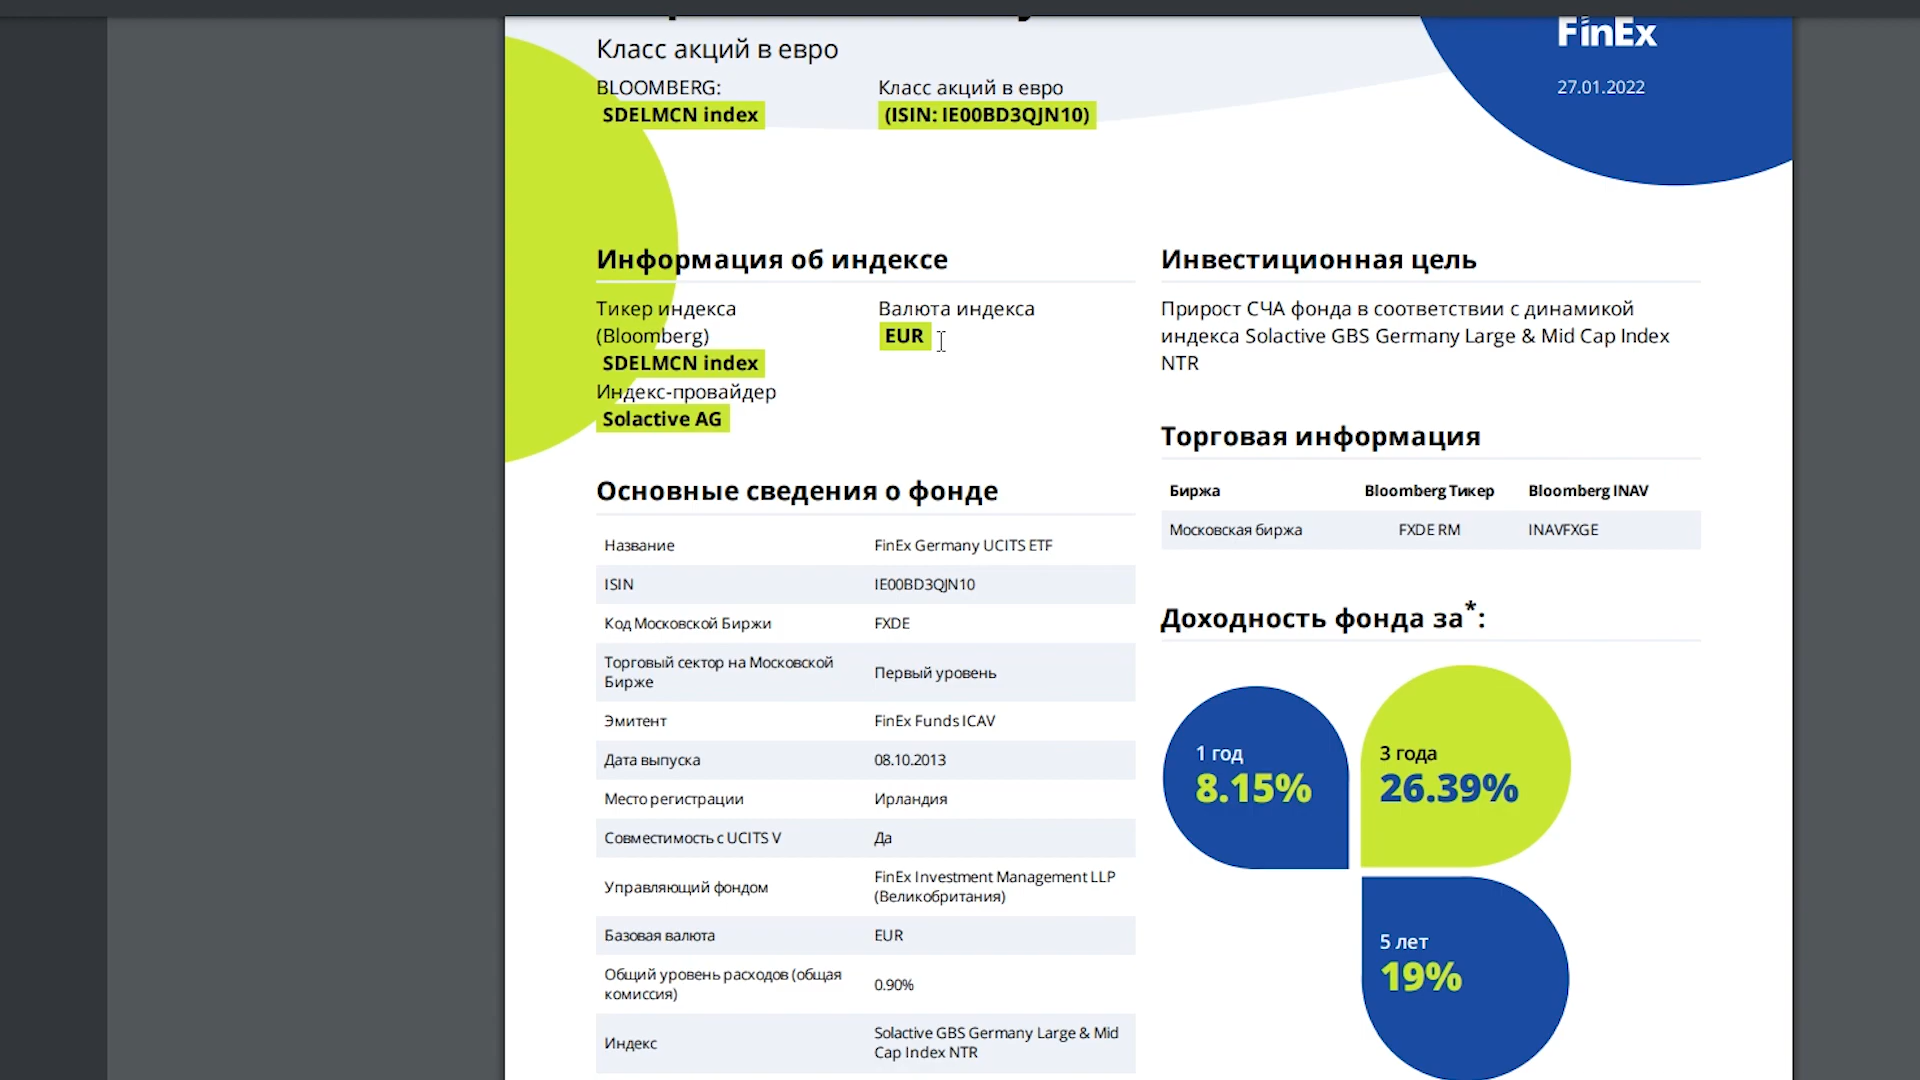 FinEx
27.01.2022
Класс акций в евро
BLOOMBERG:
SDELMCN index
Класс акций в евро
(ISIN: IE00BD3QJN10)
Информация об индексе
Тикер индекса
(Bloomberg)
SDELMCN index
Индекс-провайдер
Solactive AG
Валюта индекса
EUR
Основные сведения о фонде
Название FinEx Germany UCITS ETF
ISIN IE00BD3QJN10
Код Московской Биржи FXDE
Торговый сектор на Московской
Бирже
Первый уровень
Эмитент FinEx Funds ICAV
Дата выпуска 08.10.2013
Место регистрации Ирландия
Совместимость с UCITS V Да
Управляющий фондом
FinEx Investment Management LLP
(Великобритания)
Базовая валюта EUR
Общий уровень расходов (общая
комиссия)
0.90%
Индекс
Solactive GBS Germany Large & Mid
Cap Index NTR
Инвестиционная цель
Прирост СЧА фонда в соответствии с динамикой
индекса Solactive GBS Germany Large & Mid Cap Index
NTR
Торговая информация
Биржа Bloomberg Тикер Bloomberg INAV
Московская биржа FXDE RM INAVFXGE
Доходность фонда за*:
1 год
8.15%
3 года
26.39%
5 лет
19%